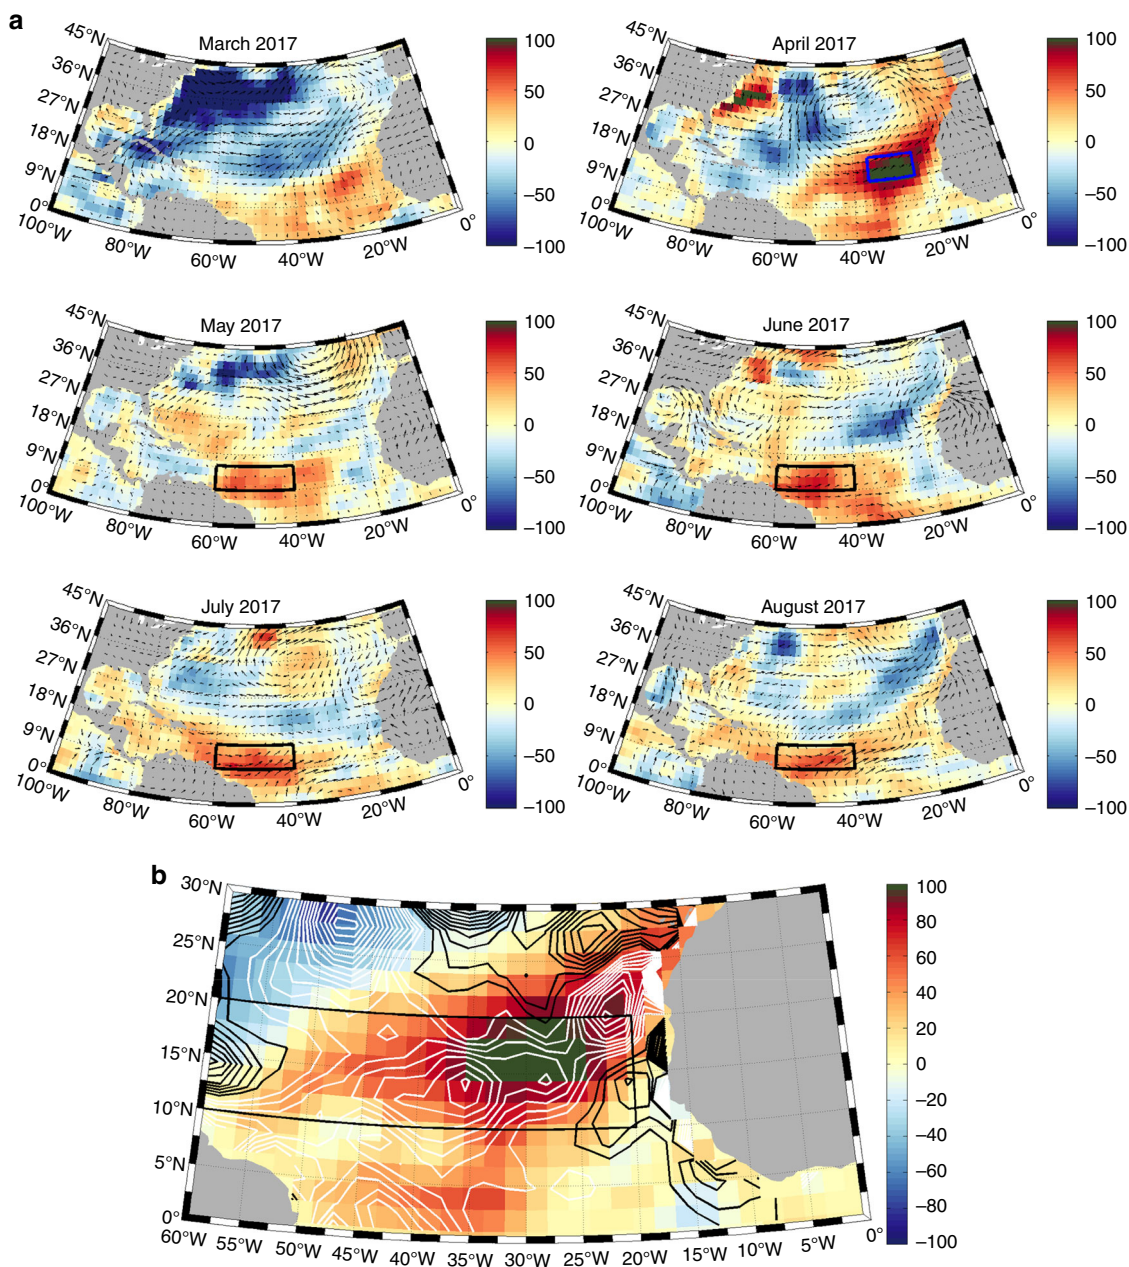 a
March 2017
45°N
36°N
27°N
18°N
9°N
0°
100°W
80°W
60°W
40°W
20°W
0°
100
50
0
−50
−100
April 2017
45°N
36°N
27°N
18°N
9°N
0°
100°W
80°W
60°W
40°W
20°W
0°
100
50
0
−50
−100
May 2017
45°N
36°N
27°N
18°N
9°N
0°
100°W
80°W
60°W
40°W
20°W
0°
100
50
0
−50
−100
June 2017
45°N
36°N
27°N
18°N
9°N
0°
100°W
80°W
60°W
40°W
20°W
0°
100
50
0
−50
−100
July 2017
45°N
36°N
27°N
18°N
9°N
0°
100°W
80°W
60°W
40°W
20°W
0°
100
50
0
−50
−100
August 2017
45°N
36°N
27°N
18°N
9°N
0°
100°W
80°W
60°W
40°W
20°W
0°
100
50
0
−50
−100
b
30°N
25°N
20°N
15°N
10°N
5°N
0°
60°W
55°W
50°W
45°W
40°W
35°W
30°W
25°W
20°W
15°W
10°W
5°W
0°
100
80
60
40
20
0
−20
−40
−60
−80
−100